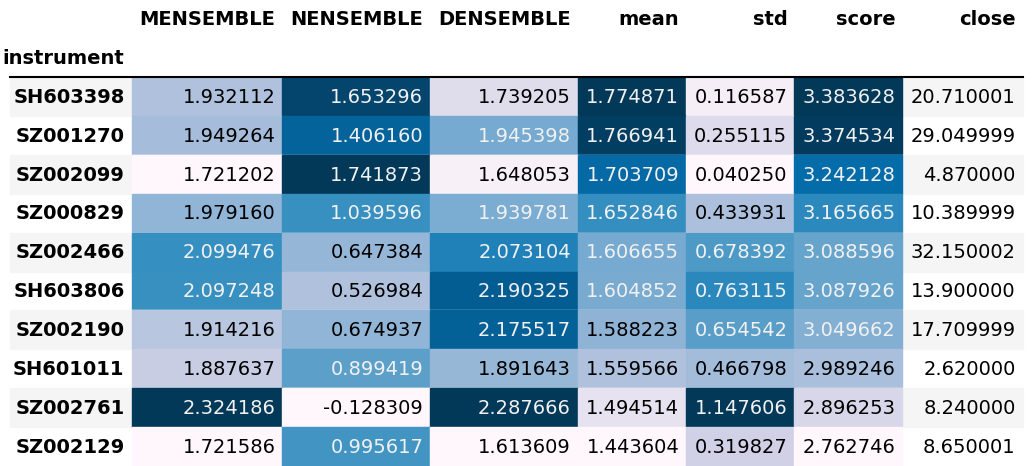 MENSEMBLE NENSEMBLE DENSEMBLE mean std score close
instrument
SH603398 1.932112 1.653296 1.739205 1.774871 0.116587 3.383628 20.710001
SZ001270 1.949264 1.406160 1.945398 1.766941 0.255115 3.374534 29.049999
SZ002099 1.721202 1.741873 1.648053 1.703709 0.040250 3.242128 4.870000
SZ000829 1.979160 1.039596 1.939781 1.652846 0.433931 3.165665 10.389999
SZ002466 2.099476 0.647384 2.073104 1.606655 0.678392 3.088596 32.150002
SH603806 2.097248 0.526984 2.190325 1.604852 0.763115 3.087926 13.900000
SZ002190 1.914216 0.674937 2.175517 1.588223 0.654542 3.049662 17.709999
SH601011 1.887637 0.899419 1.891643 1.559566 0.466798 2.989246 2.620000
SZ002761 2.324186 -0.128309 2.287666 1.494514 1.147606 2.896253 8.240000
SZ002129 1.721586 0.995617 1.613609 1.443604 0.319827 2.762746 8.650001